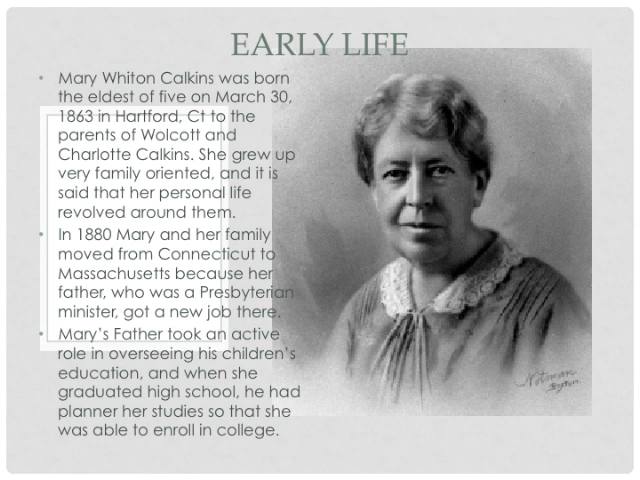 EARLY LIFE
• Mary Whiton Calkins was born
the eldest of five on March 30,
1863 in Hartford, Ct to the
parents of Wolcott and
Charlotte Calkins. She grew up
very family oriented, and it is
said that her personal life
revolved around them.
• In 1880 Mary and her family
moved from Connecticut to
Massachusetts because her
father, who was a Presbyterian
minister, got a new job there.
• Mary’s Father took an active
role in overseeing his children’s
education, and when she
graduated high school, he had
planner her studies so that she
was able to enroll in college.
Notman
Boston